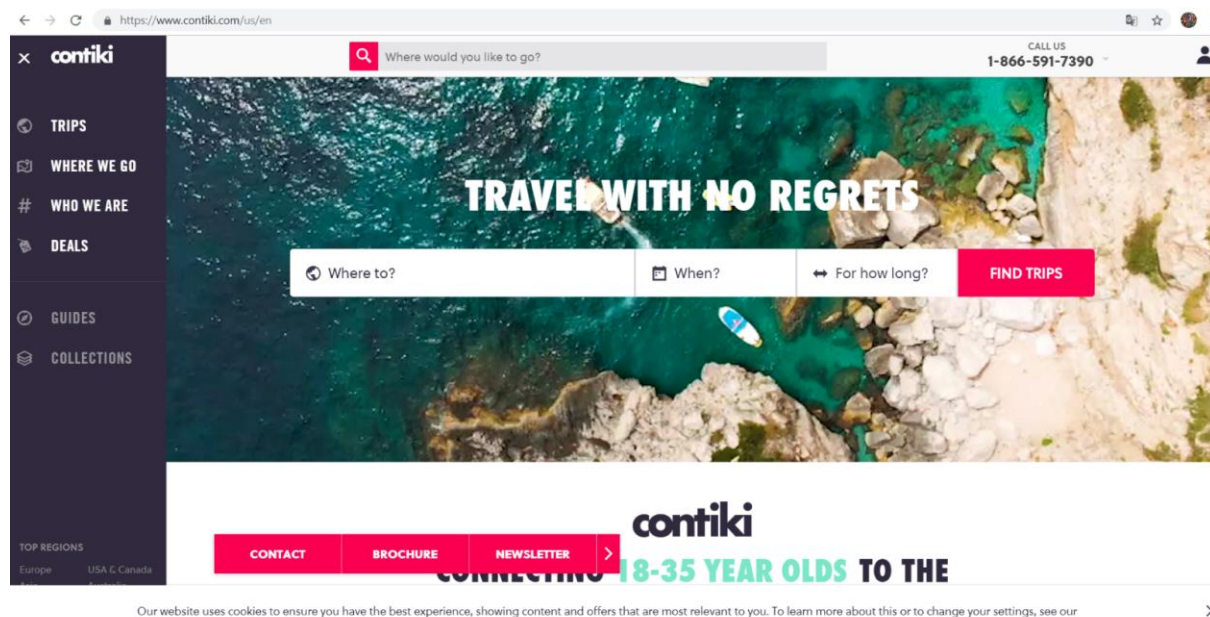 https://www.contiki.com/us/en
contiki
Where would you like to go?
CALL US
1-866-591-7390
TRIPS
WHERE WE GO
# WHO WE ARE
DEALS
GUIDES
COLLECTIONS
TRAVEL WITH NO REGRETS
Where to?
When?
For how long?
FIND TRIPS
contiki
CONTACT
BROCHURE
NEWSLETTER
CONNECTING 18-35 YEAR OLDS TO THE
TOP REGIONS
Europe
USA & Canada
Asia
Australia
Our website uses cookies to ensure you have the best experience, showing content and offers that are most relevant to you. To learn more about this or to change your settings, see our